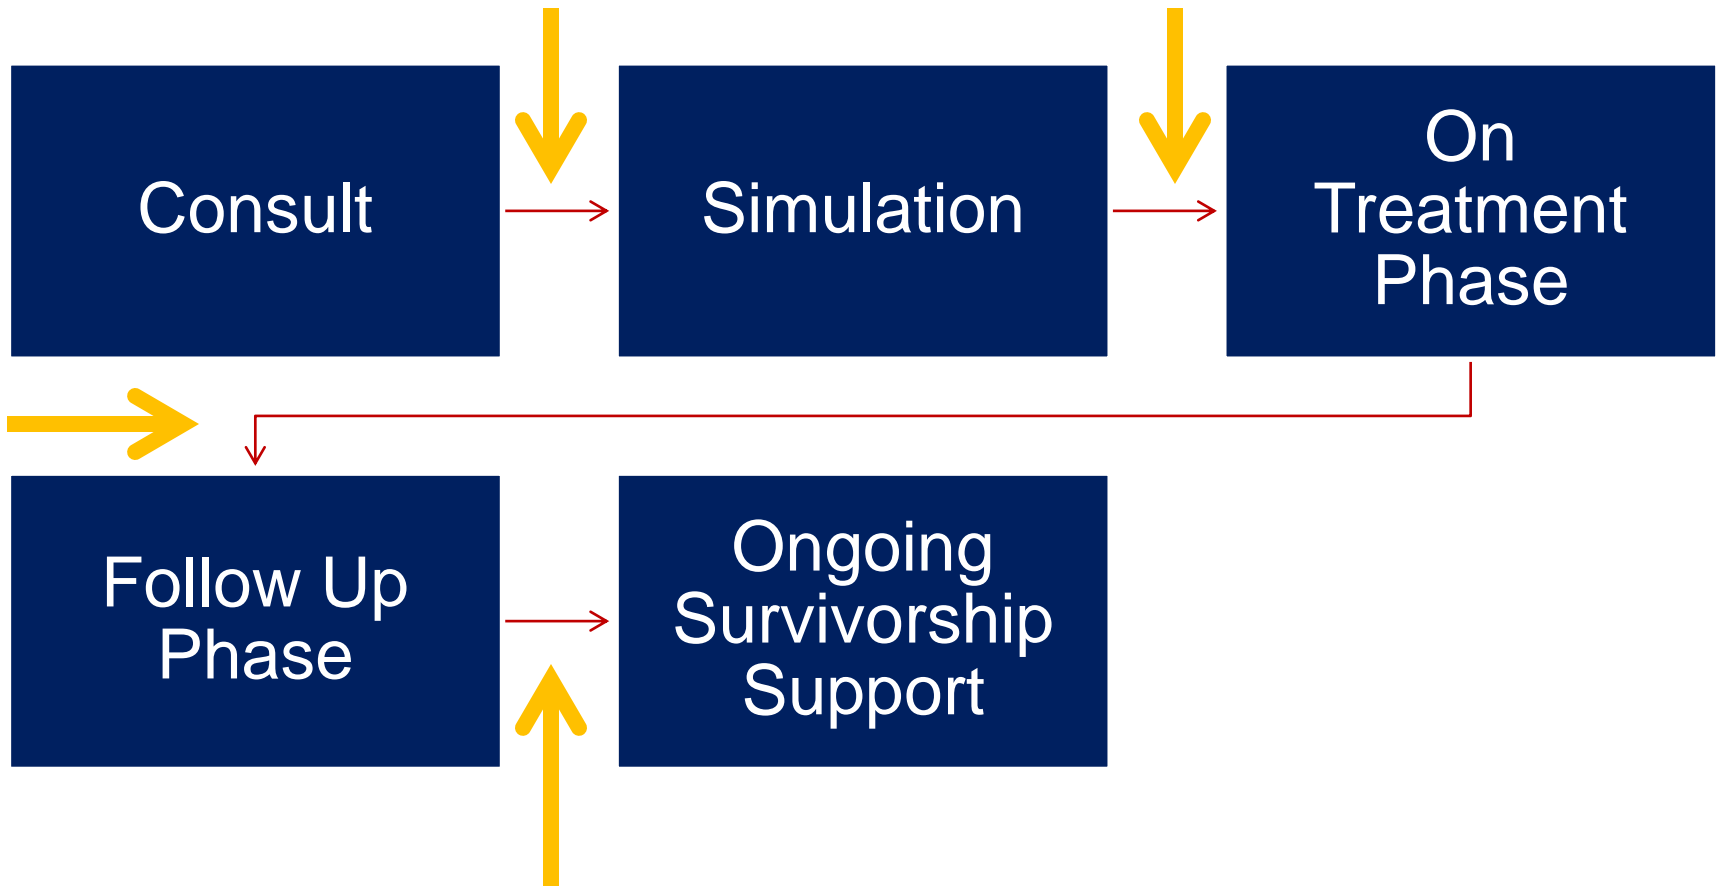 Consult
Simulation
On
Treatment
Phase
Follow Up
Phase
Ongoing
Survivorship
Support